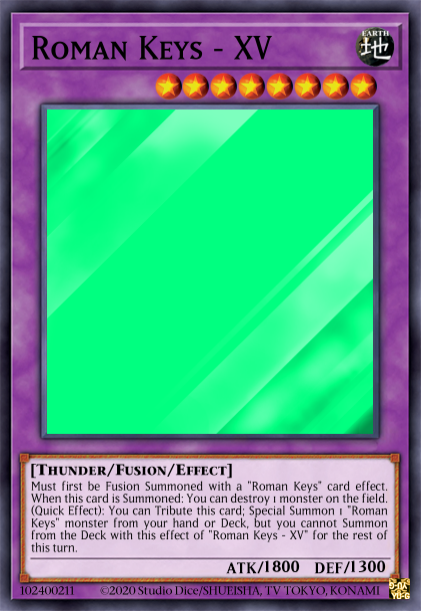 Roman Keys - XV
EARTH
地
[Thunder/Fusion/Effect]
Must first be Fusion Summoned with a "Roman Keys" card effect.
When this card is Summoned: You can destroy 1 monster on the field.
(Quick Effect): You can Tribute this card; Special Summon 1 "Roman
Keys" monster from your hand or Deck, but you cannot Summon
from the Deck with this effect of "Roman Keys - XV" for the rest of
this turn.
ATK/1800 DEF/1300
102400211 ©2020 Studio Dice/SHUEISHA, TV TOKYO, KONAMI